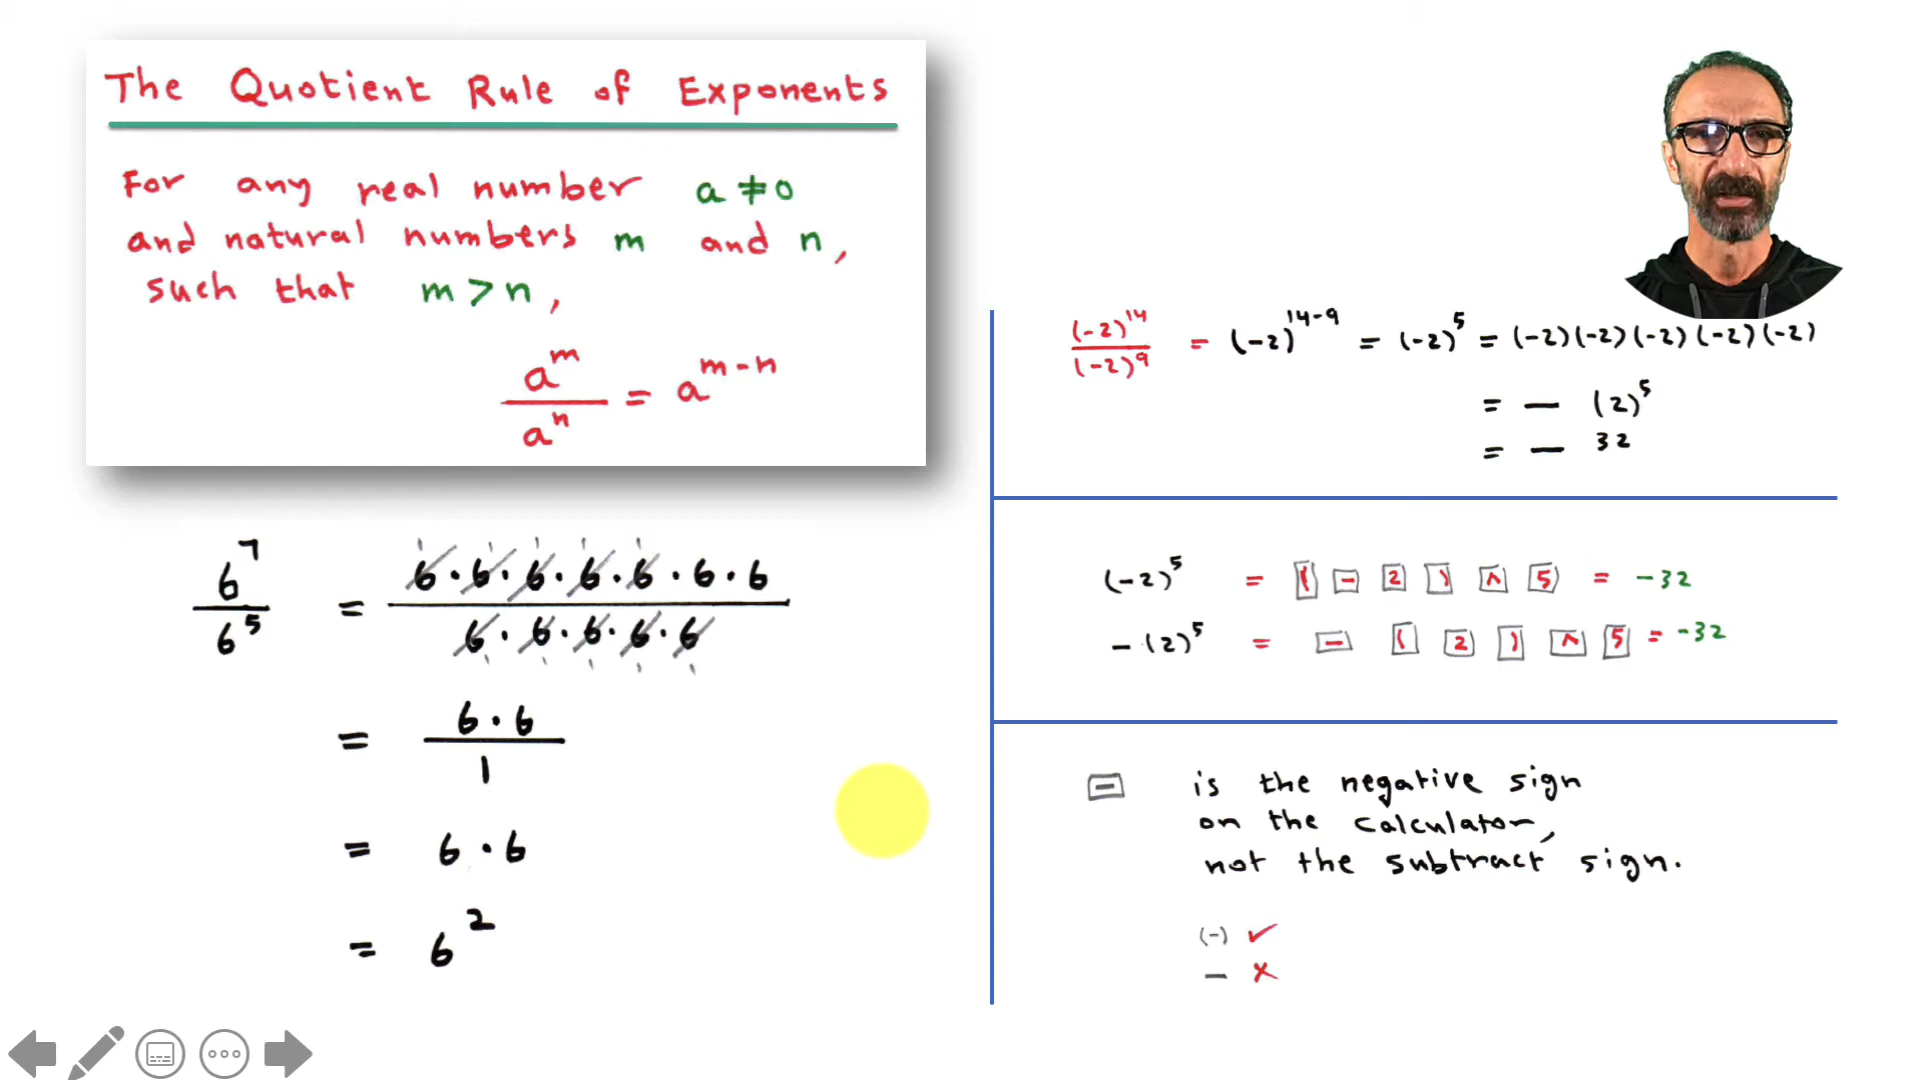 The Quotient Rule of Exponents
For any real number a ≠ 0
and natural numbers m and n,
such that m > n,
a^m / a^n = a^(m-n)
6^7 / 6^5 = 6·6·6·6·6·6·6 / 6·6·6·6·6
= 6·6 / 1
= 6·6
= 6^2
(-2)^14 / (-2)^9 = (-2)^(14-9) = (-2)^5 = (-2)(-2)(-2)(-2)(-2)
= - (2)^5
= - 32
(-2)^5 = ( - 2 ) ^ 5 = -32
-(2)^5 = - ( 2 ) ^ 5 = -32
- is the negative sign
on the calculator,
not the subtract sign.
(-) ✓
- ✗